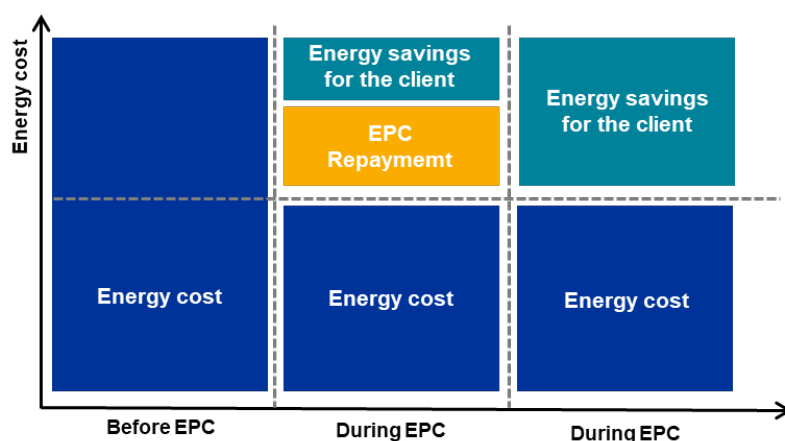 Energy cost
Energy savings
for the client
EPC
Repaymemt
Energy savings
for the client
Energy cost
Energy cost
Energy cost
Before EPC
During EPC
During EPC